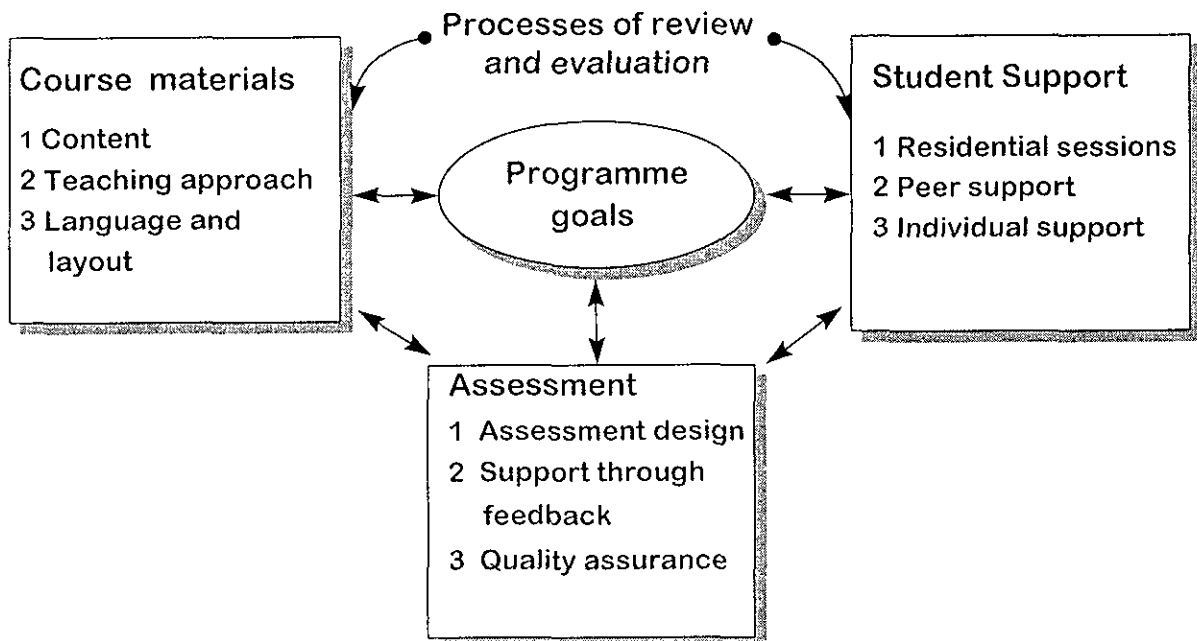 Processes of review
and evaluation
Course materials
1 Content
2 Teaching approach
3 Language and
layout
Programme
goals
Student Support
1 Residential sessions
2 Peer support
3 Individual support
Assessment
1 Assessment design
2 Support through
feedback
3 Quality assurance